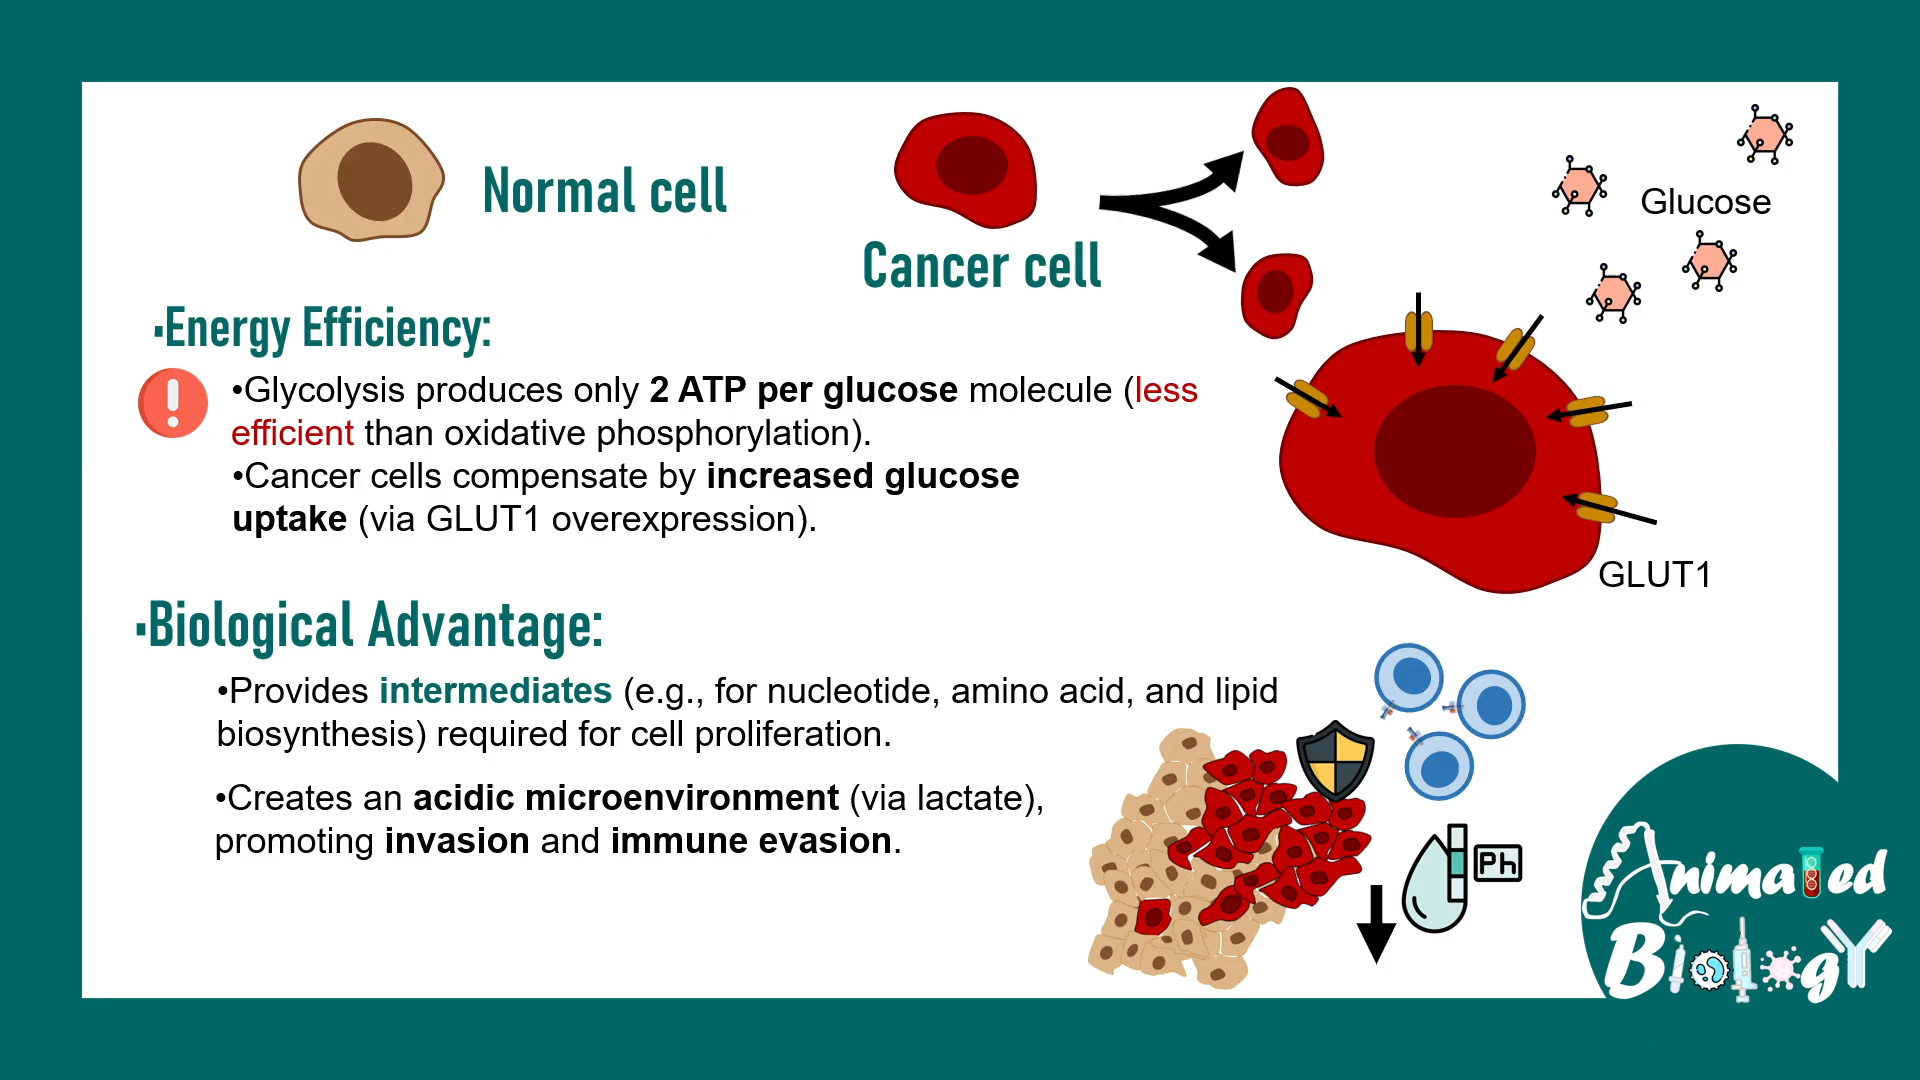 Normal cell
Cancer cell
Glucose
▪Energy Efficiency:
•Glycolysis produces only 2 ATP per glucose molecule (less
efficient than oxidative phosphorylation).
•Cancer cells compensate by increased glucose
uptake (via GLUT1 overexpression).
GLUT1
▪Biological Advantage:
•Provides intermediates (e.g., for nucleotide, amino acid, and lipid
biosynthesis) required for cell proliferation.
•Creates an acidic microenvironment (via lactate),
promoting invasion and immune evasion.
Ph
Animated
Biology